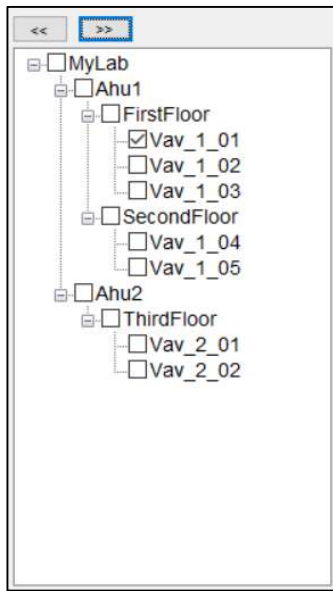 << >>
MyLab
Ahu1
FirstFloor
Vav_1_01
Vav_1_02
Vav_1_03
SecondFloor
Vav_1_04
Vav_1_05
Ahu2
ThirdFloor
Vav_2_01
Vav_2_02